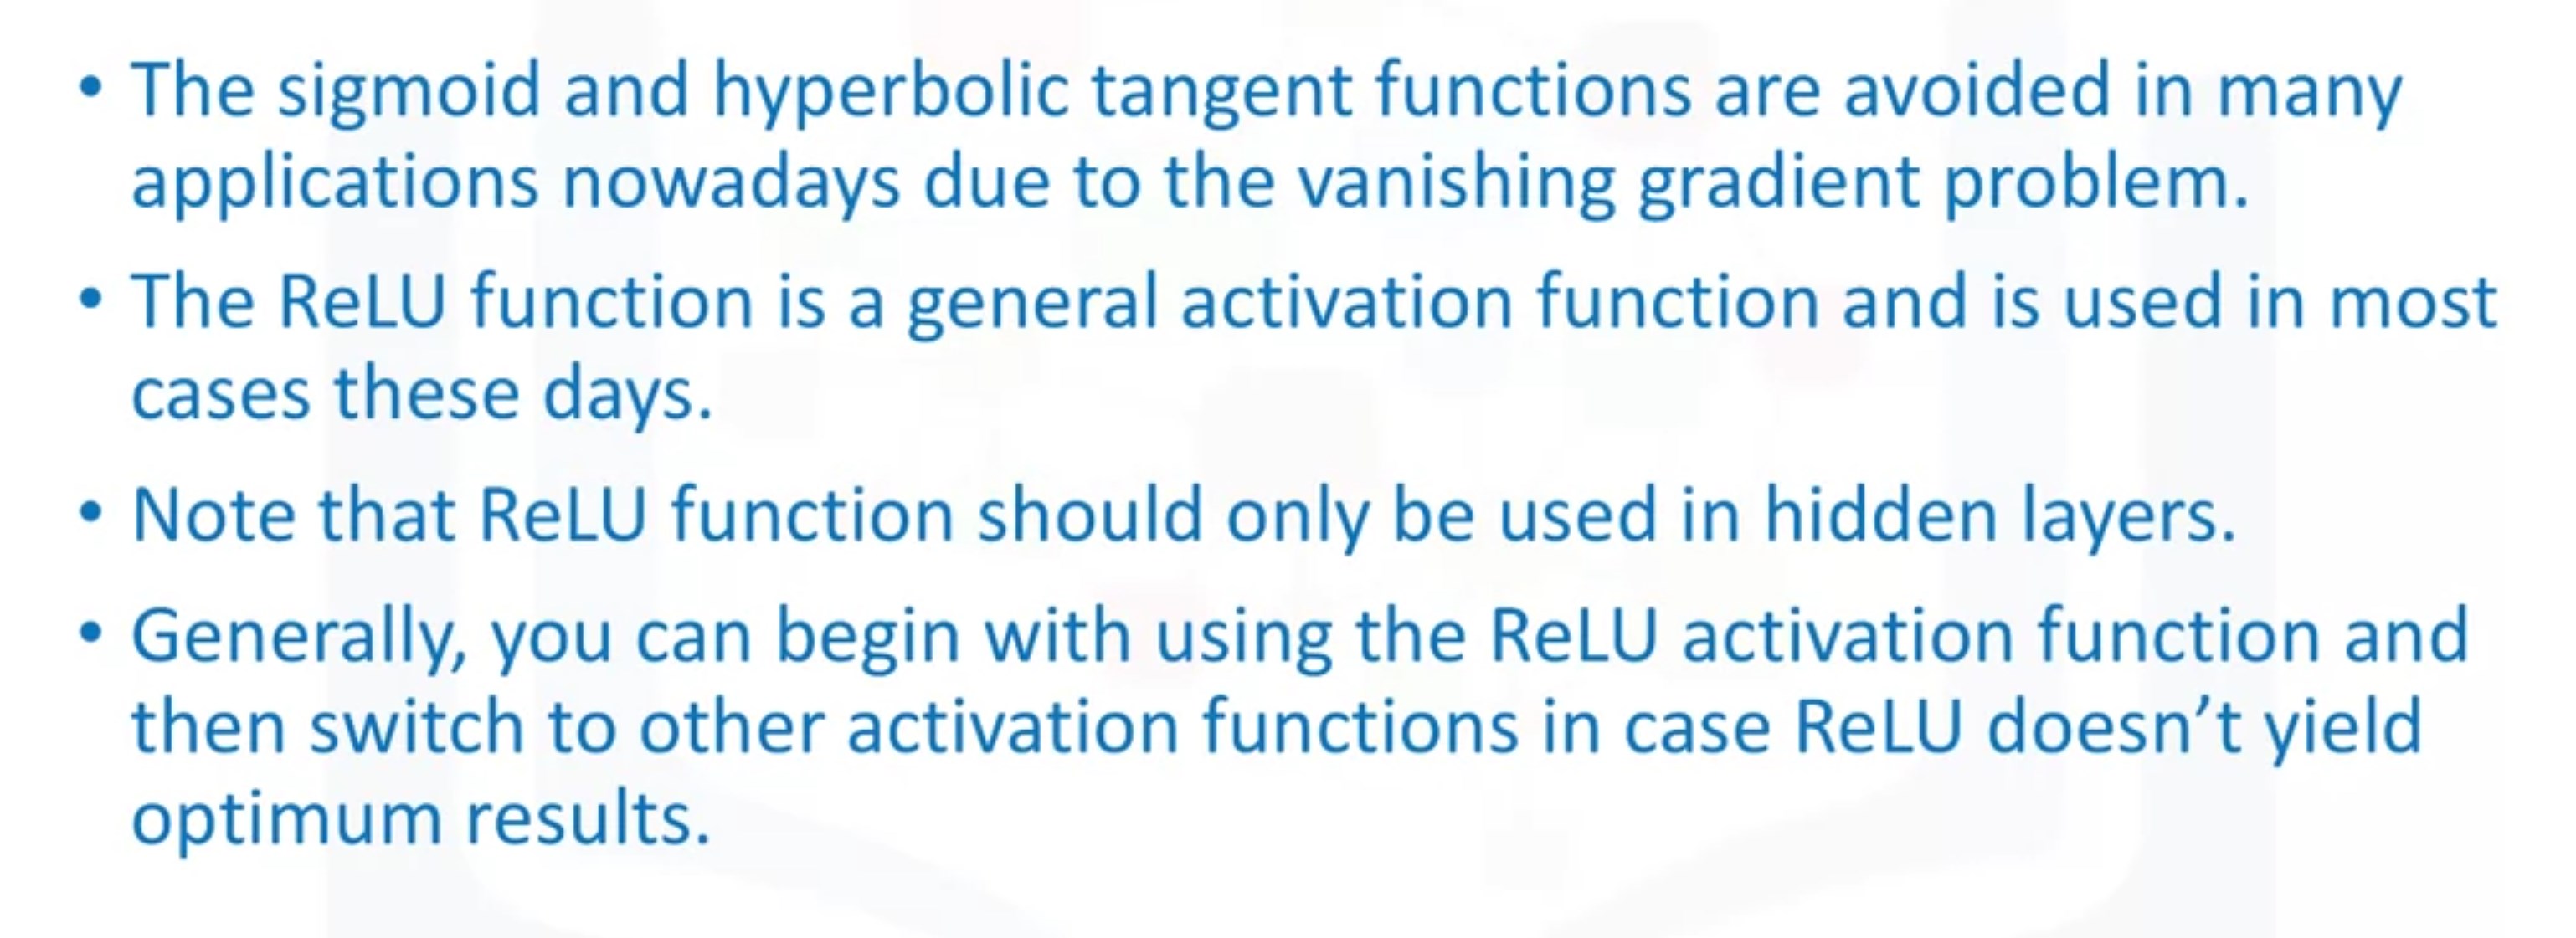 • The sigmoid and hyperbolic tangent functions are avoided in many
applications nowadays due to the vanishing gradient problem.
• The ReLU function is a general activation function and is used in most
cases these days.
• Note that ReLU function should only be used in hidden layers.
• Generally, you can begin with using the ReLU activation function and
then switch to other activation functions in case ReLU doesn’t yield
optimum results.